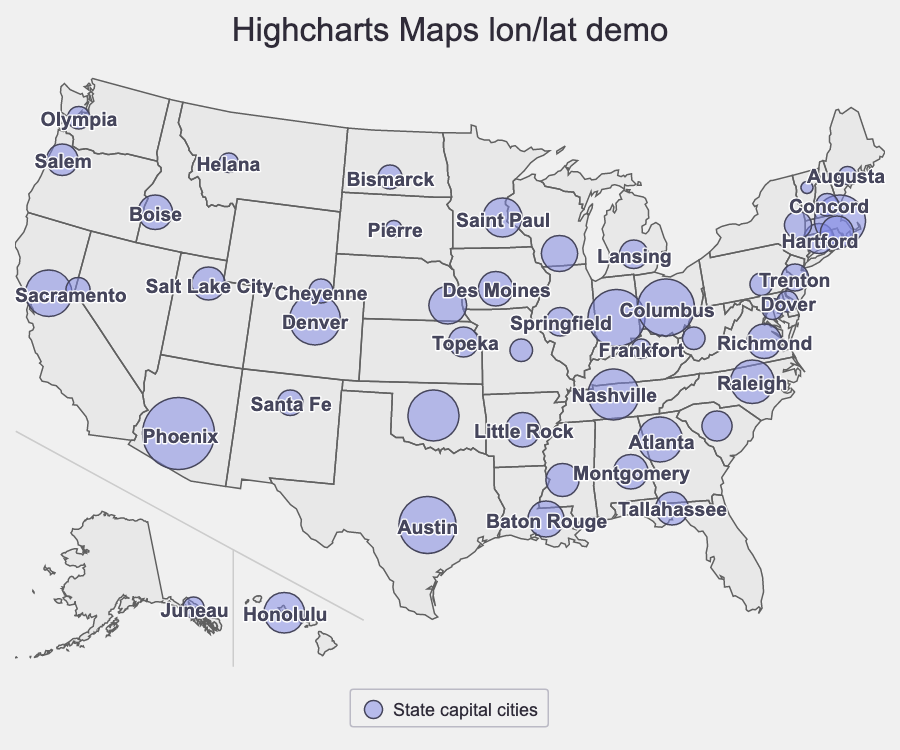 Highcharts Maps lon/lat demo
Olympia
Salem
Helana
Bismarck
Augusta
Boise
Pierre
Saint Paul
Concord
Hartford
Lansing
Sacramento
Salt Lake City
Cheyenne
Des Moines
Trenton
Denver
Columbus
Dover
Springfield
Topeka
Frankfort
Richmond
Santa Fe
Nashville
Raleigh
Phoenix
Little Rock
Atlanta
Montgomery
Austin
Baton Rouge
Tallahassee
Juneau
Honolulu
State capital cities